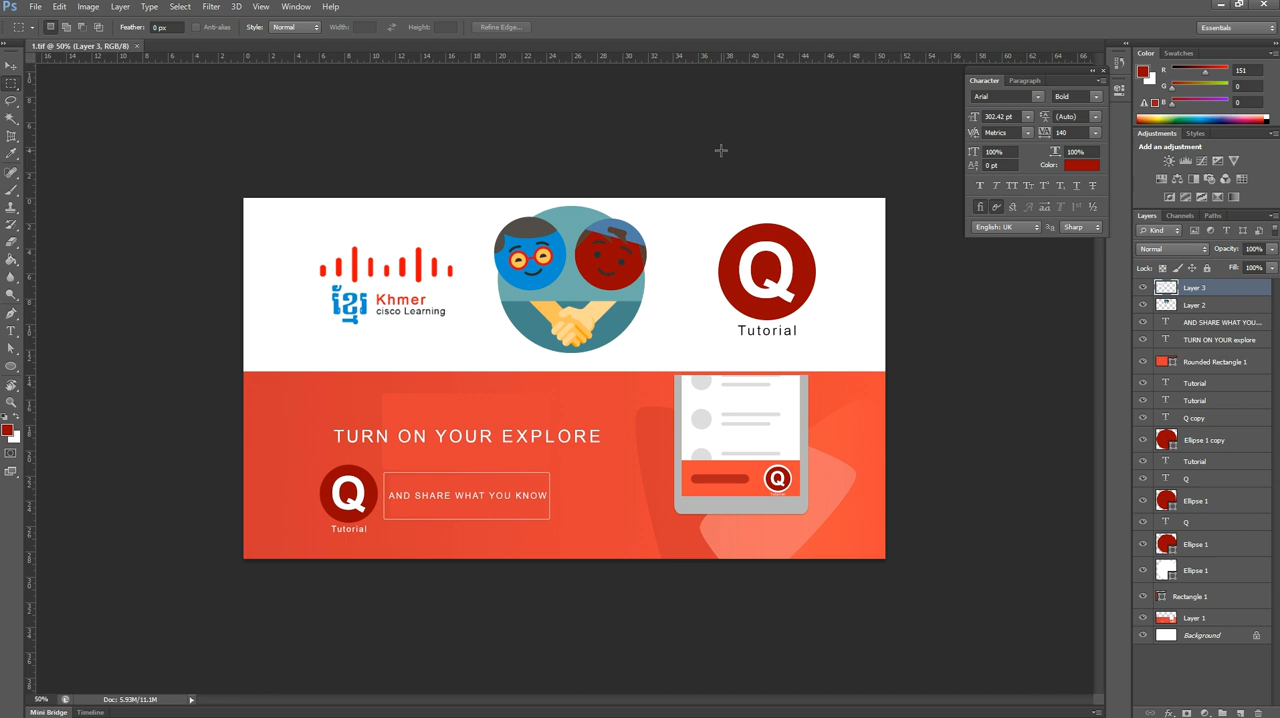 Ps File Edit Image Layer Type Select Filter 3D View Window Help
Feather: 0 px Anti-alias Style: Normal Width: Height: Refine Edge... Essentials
1.tif @ 50% (Layer 3, RGB/8) ×
Character Paragraph
Arial Bold
302.42 pt (Auto)
Metrics 140
100% 100%
0 pt Color:
English: UK Sharp
Color Swatches
R 151
G 0
B 0
Adjustments Styles
Add an adjustment
Layers Channels Paths
Kind
Normal Opacity: 100%
Lock: Fill: 100%
Layer 3
Layer 2
AND SHARE WHAT YOU...
TURN ON YOUR explore
Rounded Rectangle 1
Tutorial
Tutorial
Q copy
Ellipse 1 copy
Tutorial
Q
Ellipse 1
Q
Ellipse 1
Ellipse 1
Rectangle 1
Layer 1
Background
ខ្មែរ Khmer
cisco Learning
Q
Tutorial
TURN ON YOUR EXPLORE
Q
AND SHARE WHAT YOU KNOW
Tutorial
Q
Tutorial
50% Doc: 5.93M/11.1M
Mini Bridge Timeline